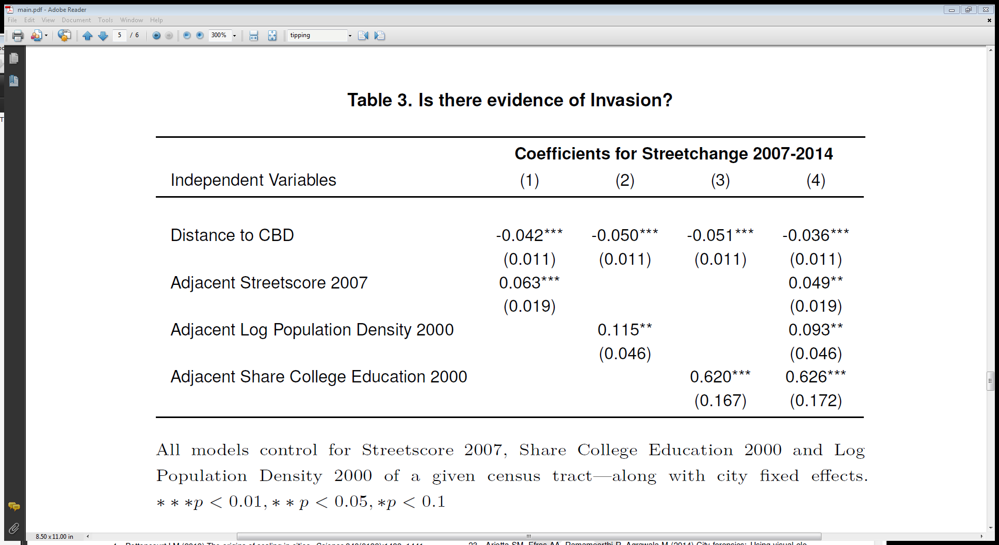 main.pdf - Adobe Reader
File Edit View Document Tools Window Help
5 / 6 300% tipping
Table 3. Is there evidence of Invasion?
Coefficients for Streetchange 2007-2014
Independent Variables (1) (2) (3) (4)
Distance to CBD -0.042*** -0.050*** -0.051*** -0.036***
(0.011) (0.011) (0.011) (0.011)
Adjacent Streetscore 2007 0.063*** 0.049**
(0.019) (0.019)
Adjacent Log Population Density 2000 0.115** 0.093**
(0.046) (0.046)
Adjacent Share College Education 2000 0.620*** 0.626***
(0.167) (0.172)
All models control for Streetscore 2007, Share College Education 2000 and Log
Population Density 2000 of a given census tract—along with city fixed effects.
∗ ∗ ∗p < 0.01, ∗ ∗ p < 0.05, ∗p < 0.1
8.50 x 11.00 in